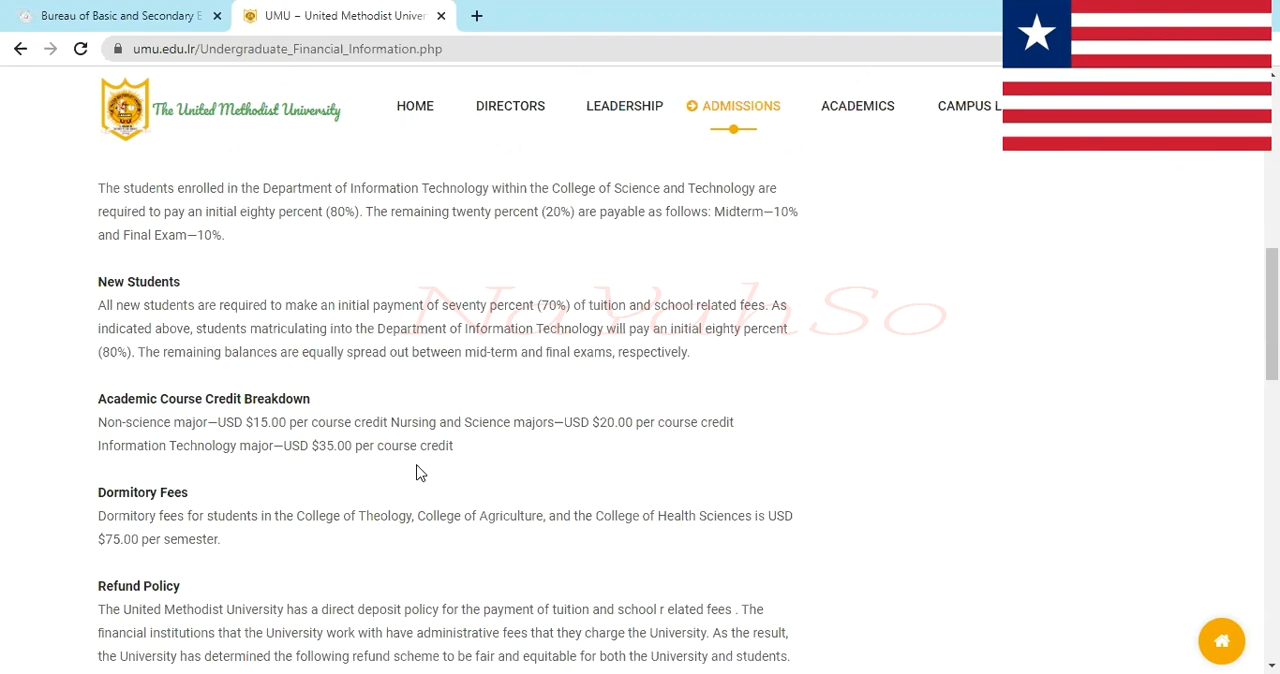 Bureau of Basic and Secondary E
UMU – United Methodist Univer
umu.edu.lr/Undergraduate_Financial_Information.php
The United Methodist University
HOME
DIRECTORS
LEADERSHIP
ADMISSIONS
ACADEMICS
CAMPUS L
The students enrolled in the Department of Information Technology within the College of Science and Technology are
required to pay an initial eighty percent (80%). The remaining twenty percent (20%) are payable as follows: Midterm—10%
and Final Exam—10%.
New Students
All new students are required to make an initial payment of seventy percent (70%) of tuition and school related fees. As
indicated above, students matriculating into the Department of Information Technology will pay an initial eighty percent
(80%). The remaining balances are equally spread out between mid-term and final exams, respectively.
NaYuhSo
Academic Course Credit Breakdown
Non-science major—USD $15.00 per course credit Nursing and Science majors—USD $20.00 per course credit
Information Technology major—USD $35.00 per course credit
Dormitory Fees
Dormitory fees for students in the College of Theology, College of Agriculture, and the College of Health Sciences is USD
$75.00 per semester.
Refund Policy
The United Methodist University has a direct deposit policy for the payment of tuition and school r elated fees . The
financial institutions that the University work with have administrative fees that they charge the University. As the result,
the University has determined the following refund scheme to be fair and equitable for both the University and students.